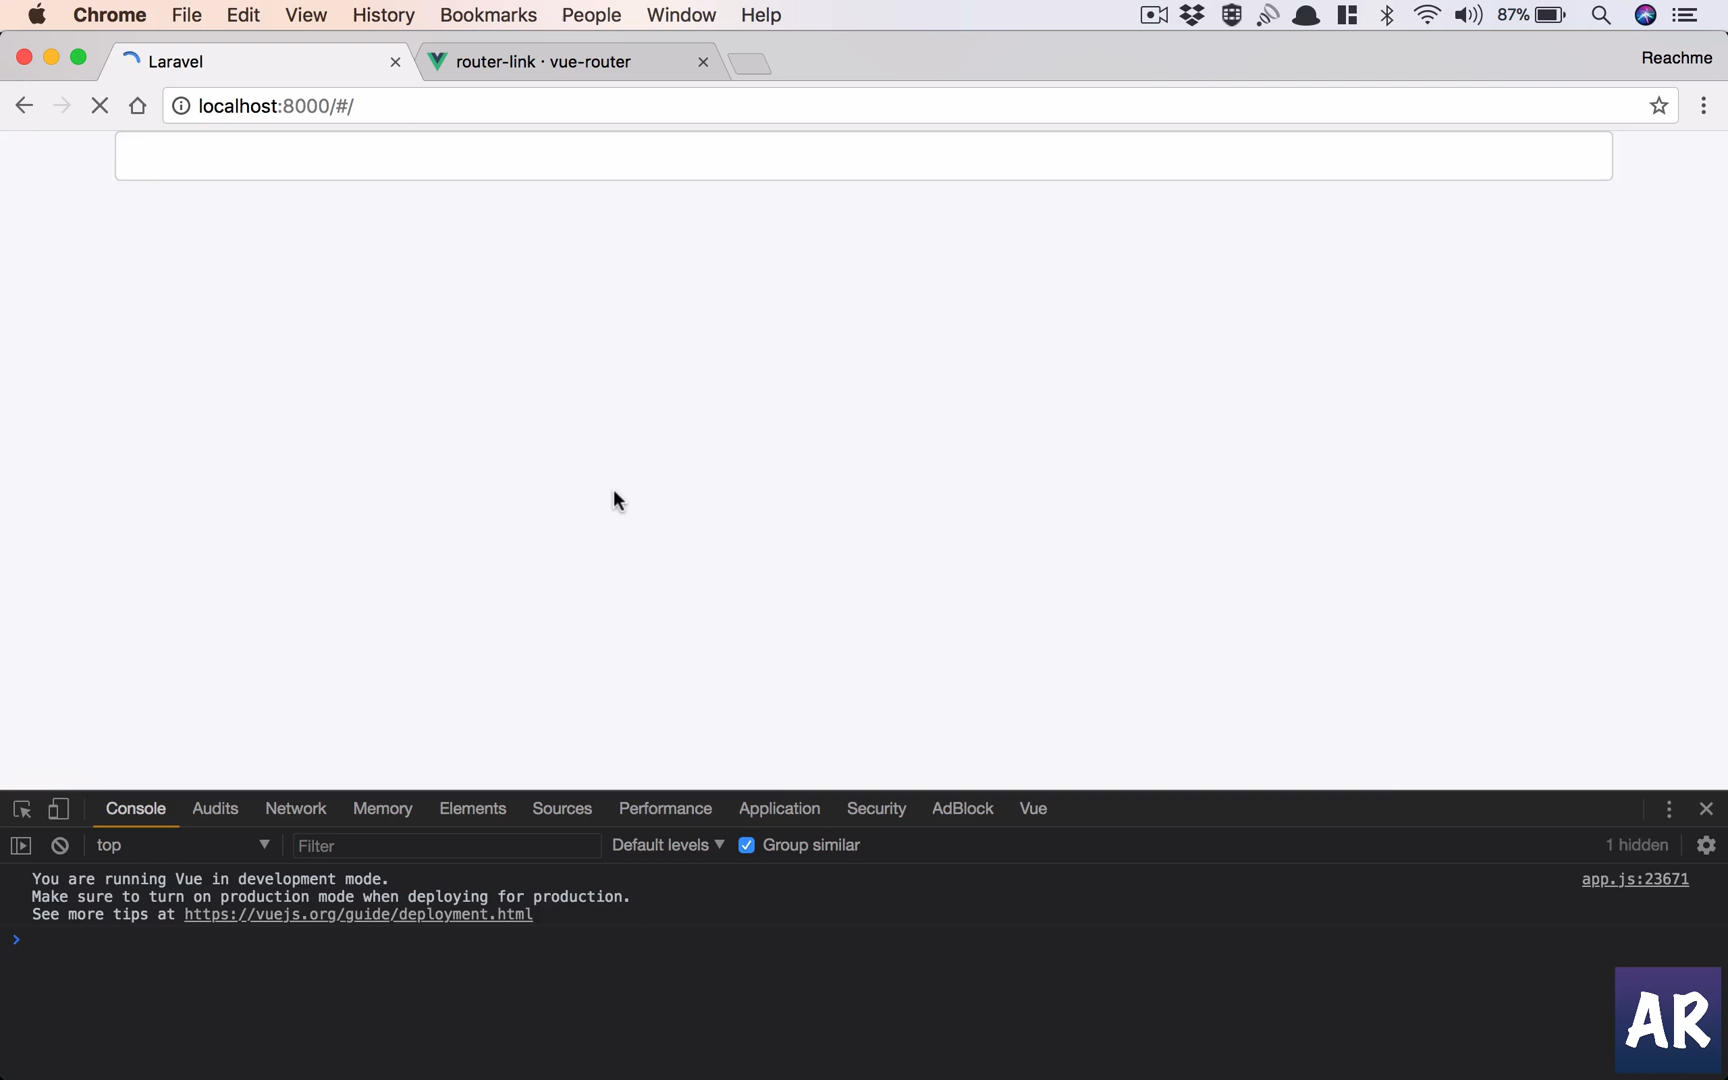 Chrome File Edit View History Bookmarks People Window Help 87%
Laravel router-link · vue-router Reachme
localhost:8000/#/
Console Audits Network Memory Elements Sources Performance Application Security AdBlock Vue
top Filter Default levels Group similar 1 hidden
You are running Vue in development mode. app.js:23671
Make sure to turn on production mode when deploying for production.
See more tips at https://vuejs.org/guide/deployment.html
AR